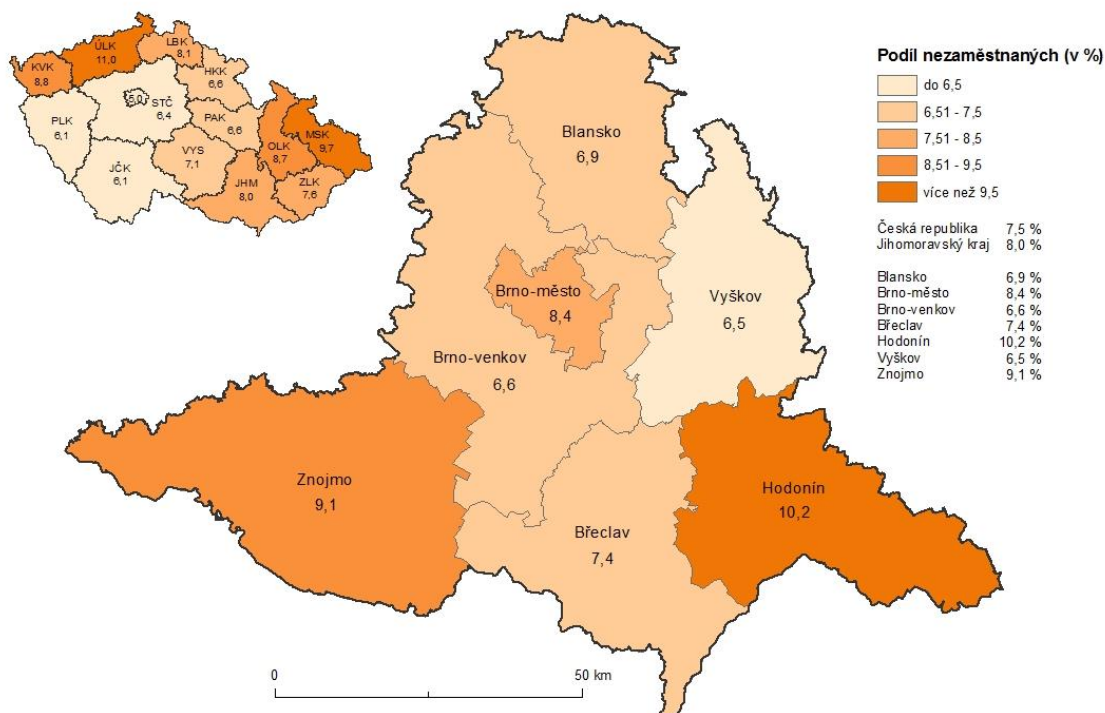 ÚLK
11,0
LBK
8,1
KVK
8,8
HKK
6,6
5,0
STČ
6,4
PLK
6,1
PAK
6,6
MSK
9,7
OLK
8,7
VYS
7,1
JČK
6,1
JHM
8,0
ZLK
7,6
Podíl nezaměstnaných (v %)
do 6,5
6,51 - 7,5
7,51 - 8,5
8,51 - 9,5
více než 9,5
Česká republika 7,5 %
Jihomoravský kraj 8,0 %
Blansko 6,9 %
Brno-město 8,4 %
Brno-venkov 6,6 %
Břeclav 7,4 %
Hodonín 10,2 %
Vyškov 6,5 %
Znojmo 9,1 %
Blansko
6,9
Brno-město
8,4
Vyškov
6,5
Brno-venkov
6,6
Znojmo
9,1
Hodonín
10,2
Břeclav
7,4
0 50 km